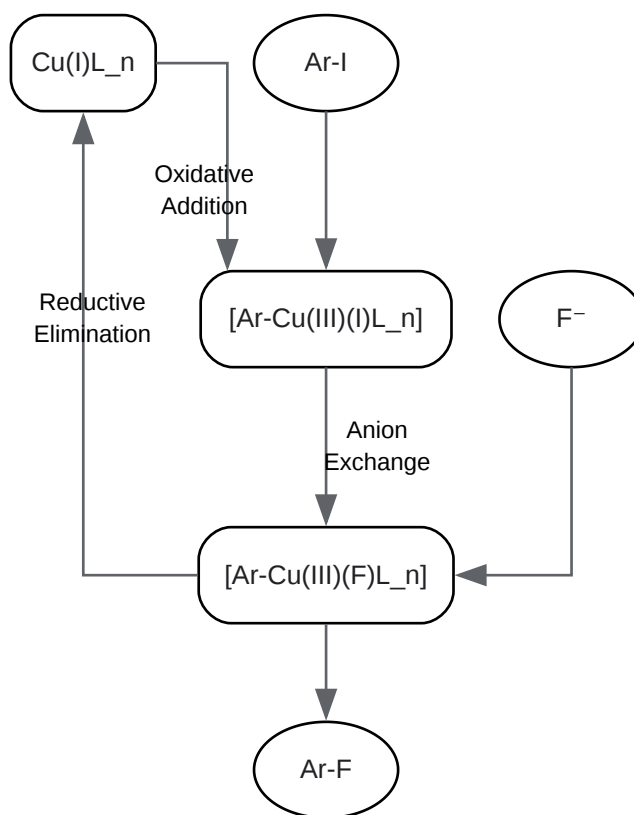 Cu(I)L_n
Ar-I
Oxidative
Addition
[Ar-Cu(III)(I)L_n]
F⁻
Reductive
Elimination
Anion
Exchange
[Ar-Cu(III)(F)L_n]
Ar-F